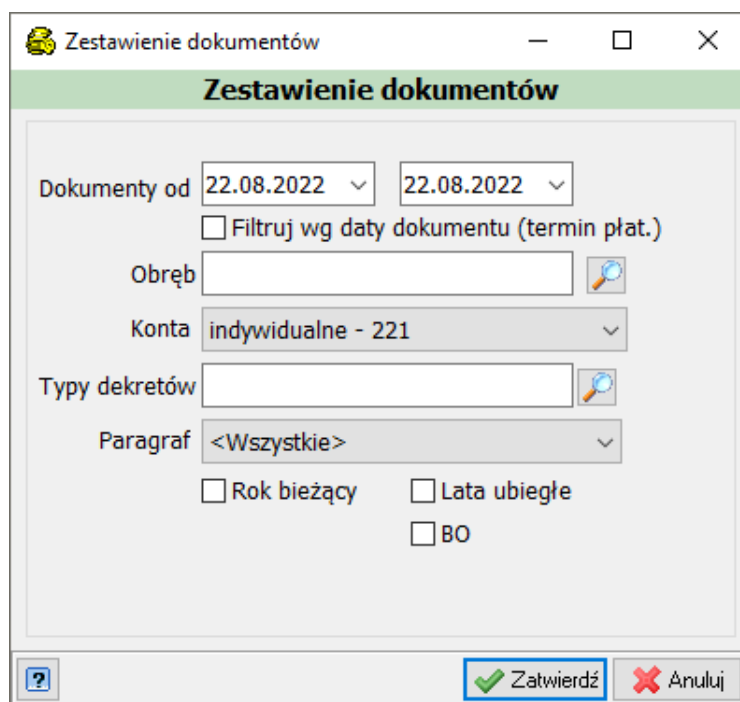 Zestawienie dokumentów
Zestawienie dokumentów
Dokumenty od 22.08.2022 22.08.2022
Filtruj wg daty dokumentu (termin płat.)
Obręb
Konta indywidualne - 221
Typy dekretów
Paragraf <Wszystkie>
Rok bieżący Lata ubiegłe
BO
? Zatwierdź Anuluj